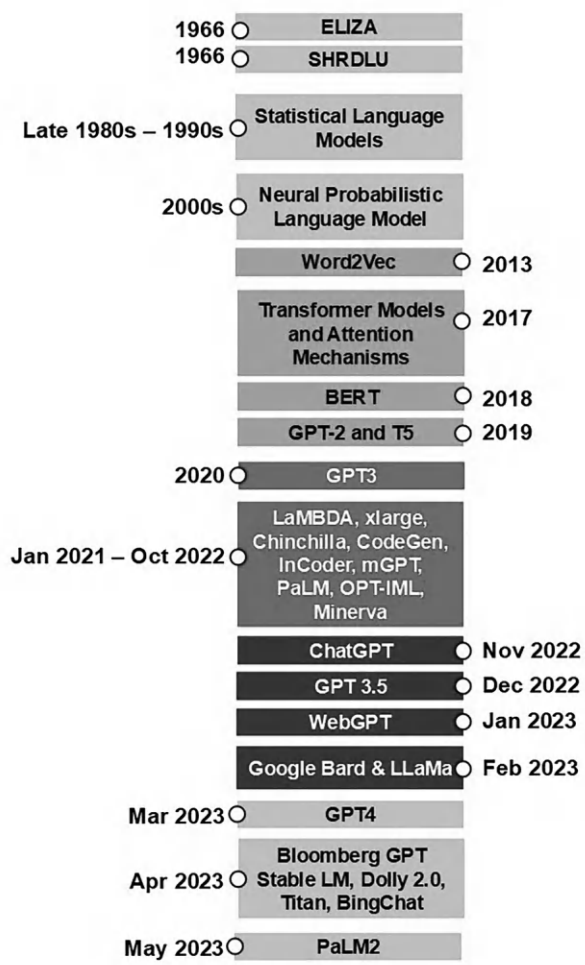 1966 ELIZA
1966 SHRDLU
Late 1980s – 1990s Statistical Language
Models
2000s Neural Probabilistic
Language Model
Word2Vec 2013
Transformer Models
and Attention
Mechanisms
2017
BERT 2018
GPT-2 and T5 2019
2020 GPT3
Jan 2021 – Oct 2022
LaMBDA, xlarge,
Chinchilla, CodeGen,
InCoder, mGPT,
PaLM, OPT-IML,
Minerva
ChatGPT Nov 2022
GPT 3.5 Dec 2022
WebGPT Jan 2023
Google Bard & LLaMa Feb 2023
Mar 2023 GPT4
Apr 2023
Bloomberg GPT
Stable LM, Dolly 2.0,
Titan, BingChat
May 2023 PaLM2